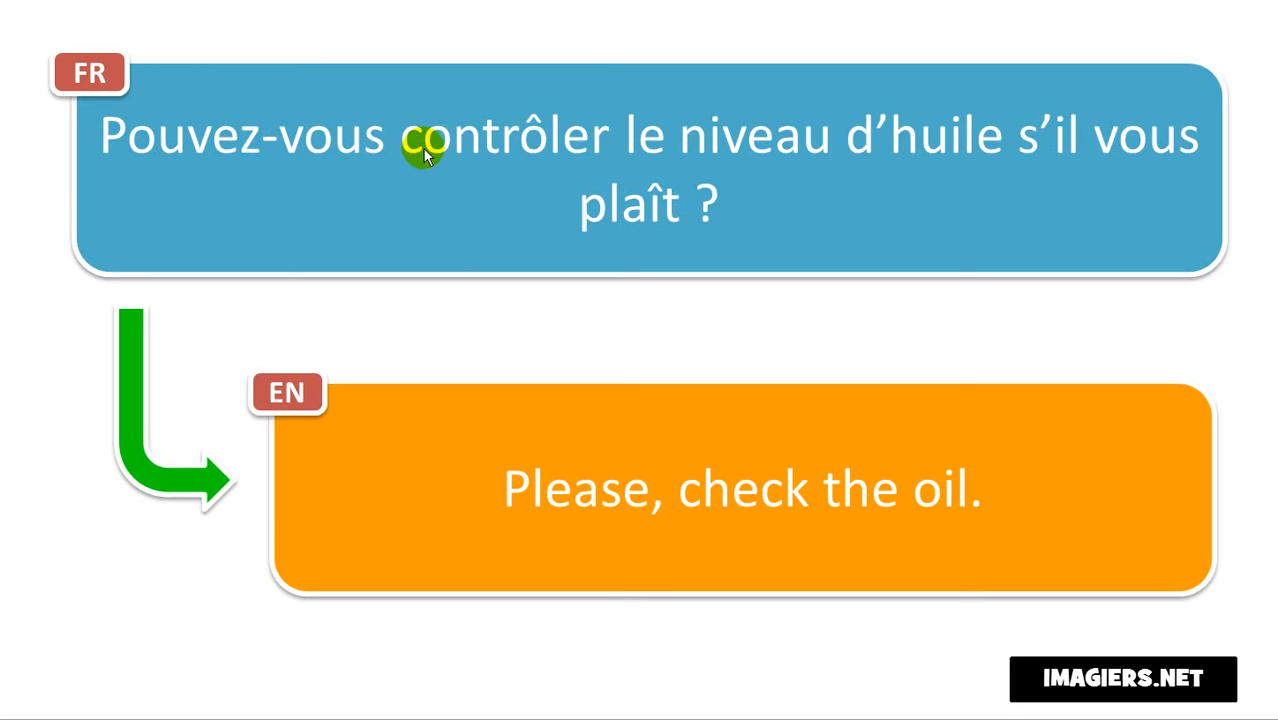 FR
Pouvez-vous contrôler le niveau d’huile s’il vous
plaît ?
EN
Please, check the oil.
IMAGIERS.NET